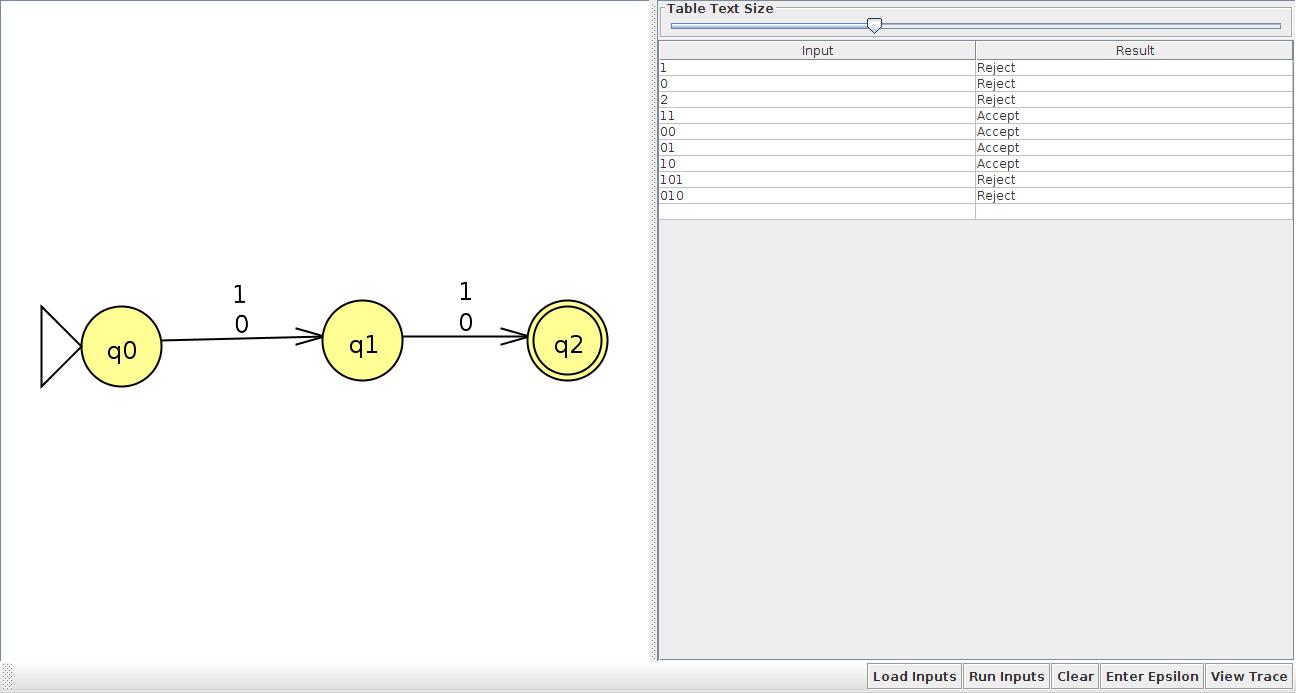 Table Text Size
Input Result
1 Reject
0 Reject
2 Reject
11 Accept
00 Accept
01 Accept
10 Accept
101 Reject
010 Reject
1 1
0 0
q0 q1 q2
Load Inputs Run Inputs Clear Enter Epsilon View Trace